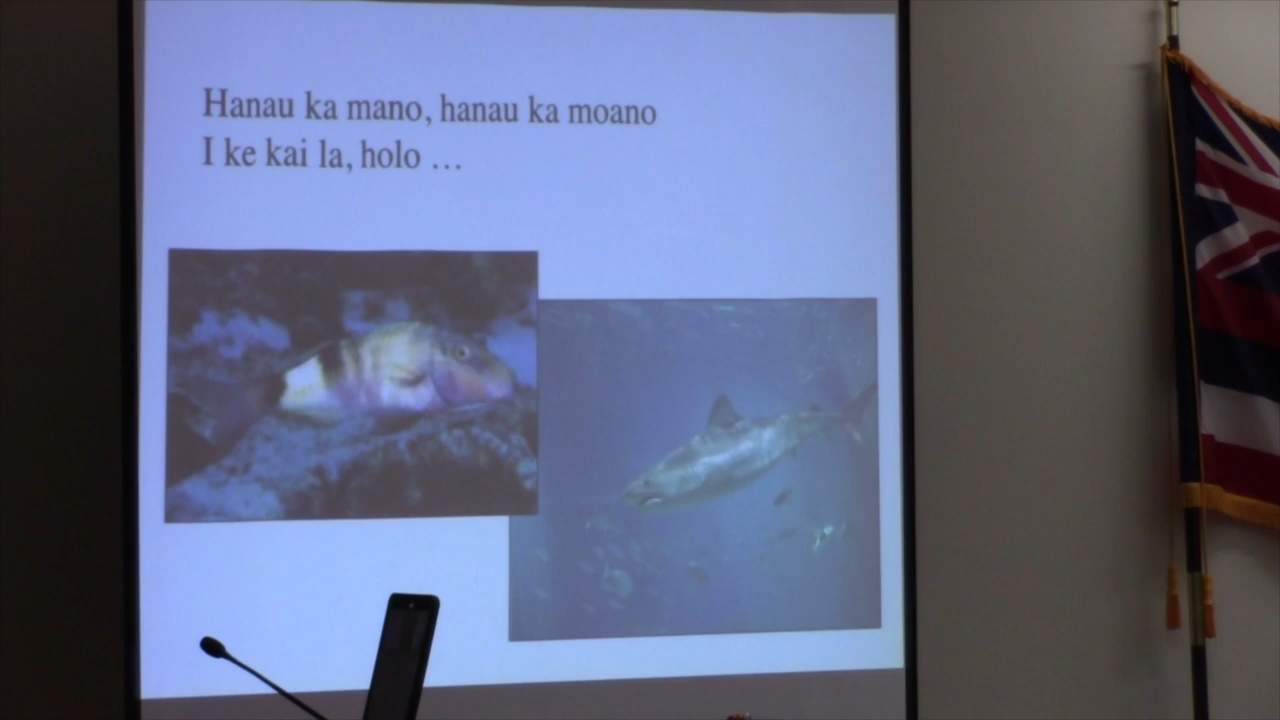 Hanau ka mano, hanau ka moano
I ke kai la, holo …